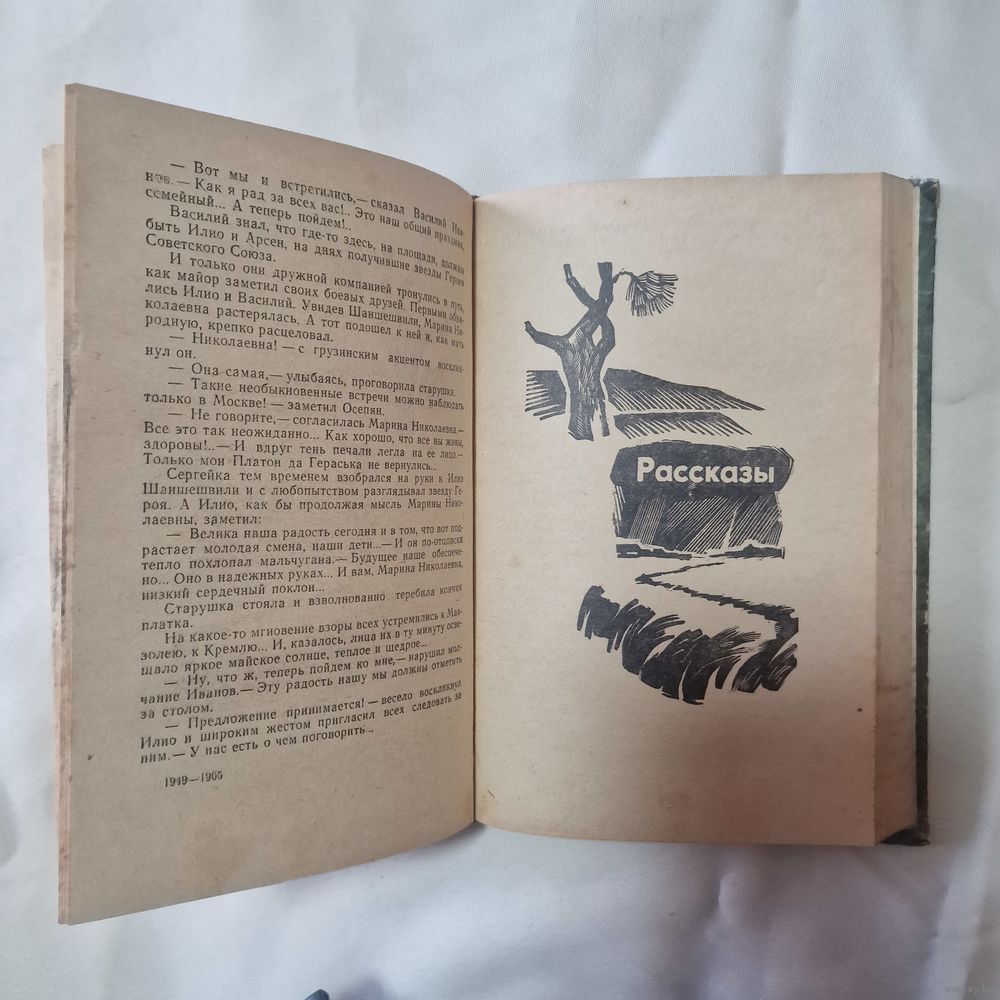 — Вот мы и встретились,— сказал Василий Ива-
нов.— Как я рад за всех вас!.. Это наш общий праздник,
семейный... А теперь пойдем!..
Василий знал, что где-то здесь, на площади, должны
быть Илио и Арсен, на днях получившие звезды Героев
Советского Союза.
И только они дружной компанией тронулись в путь,
как майор заметил своих боевых друзей. Первыми обня-
лись Илио и Василий. Увидев Шаншешвили, Марина Ни-
колаевна растерялась. А тот подошел к ней и, как мать
родную, крепко расцеловал.
— Николаевна! — с грузинским акцентом восклик-
нул он.
— Она самая,— улыбаясь, проговорила старушка.
— Такие необыкновенные встречи можно наблюдать
только в Москве! — заметил Осепян.
— Не говорите,— согласилась Марина Николаевна.—
Все это так неожиданно... Как хорошо, что все вы живы,
здоровы!..— И вдруг тень печали легла на ее лицо.—
Только мои Платон да Гераська не вернулись...
Сергейка тем временем взобрался на руки к Илио
Шаншешвили и с любопытством разглядывал звезду Ге-
роя. А Илио, как бы продолжая мысль Марины Нико-
лаевны, заметил:
— Велика наша радость сегодня и в том, что вот под-
растает молодая смена, наши дети...— И он по-отцовски
тепло похлопал мальчугана.— Будущее наше обеспече-
но... Оно в надежных руках... И вам, Марина Николаевна,
низкий сердечный поклон...
Старушка стояла и взволнованно теребила кончик
платка.
На какое-то мгновение взоры всех устремились к Мав-
золею, к Кремлю... И, казалось, лица их в ту минуту осве-
щало яркое майское солнце, теплое и щедрое...
— Ну, что ж, теперь пойдем ко мне,— нарушил мол-
чание Иванов.— Эту радость нашу мы должны отметить
за столом.
— Предложение принимается! — весело воскликнул
Илио и широким жестом пригласил всех следовать за
ним.— У нас есть о чем поговорить...
1949—1965
Рассказы